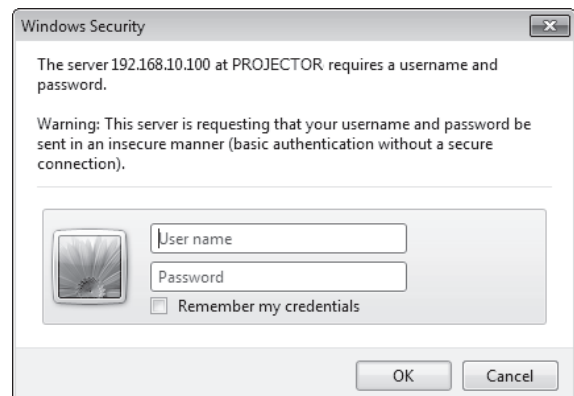 Windows Security
The server 192.168.10.100 at PROJECTOR requires a username and
password.
Warning: This server is requesting that your username and password be
sent in an insecure manner (basic authentication without a secure
connection).
User name
Password
Remember my credentials
OK Cancel